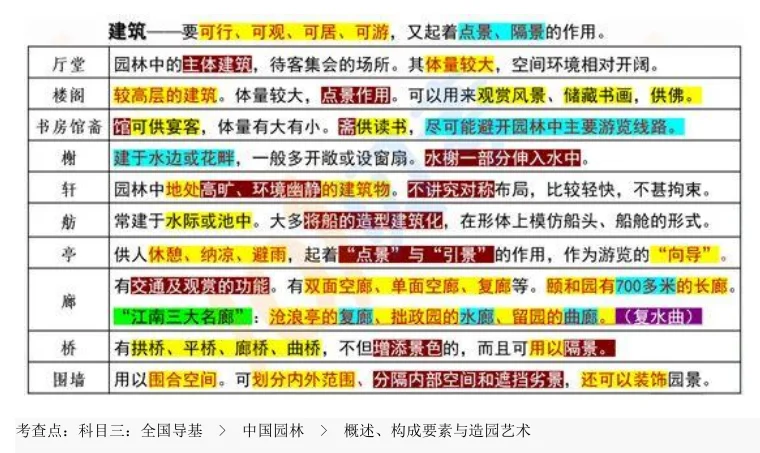 建筑——要可行、可观、可居、可游，又起着点景、隔景的作用。
厅堂 园林中的主体建筑，待客集会的场所。其体量较大，空间环境相对开阔。
楼阁 较高层的建筑。体量较大，点景作用。可以用来观赏风景、储藏书画，供佛。
书房馆斋 馆可供宴客，体量有大有小。斋供读书，尽可能避开园林中主要游览线路。
榭 建于水边或花畔，一般多开敞或设窗扇。水榭一部分伸入水中。
轩 园林中地处高旷、环境幽静的建筑物。不讲究对称布局，比较轻快，不甚拘束。
舫 常建于水际或池中。大多将船的造型建筑化，在形体上模仿船头、船舱的形式。
亭 供人休憩、纳凉、避雨，起着“点景”与“引景”的作用，作为游览的“向导”。
廊 有交通及观赏的功能。有双面空廊、单面空廊、复廊等。颐和园有700多米的长廊。
“江南三大名廊”：沧浪亭的复廊、拙政园的水廊、留园的曲廊。（复水曲）
桥 有拱桥、平桥、廊桥、曲桥，不但增添景色的，而且可用以隔景。
围墙 用以围合空间。可划分内外范围、分隔内部空间和遮挡劣景，还可以装饰园景。
考查点：科目三：全国导基 > 中国园林 > 概述、构成要素与造园艺术